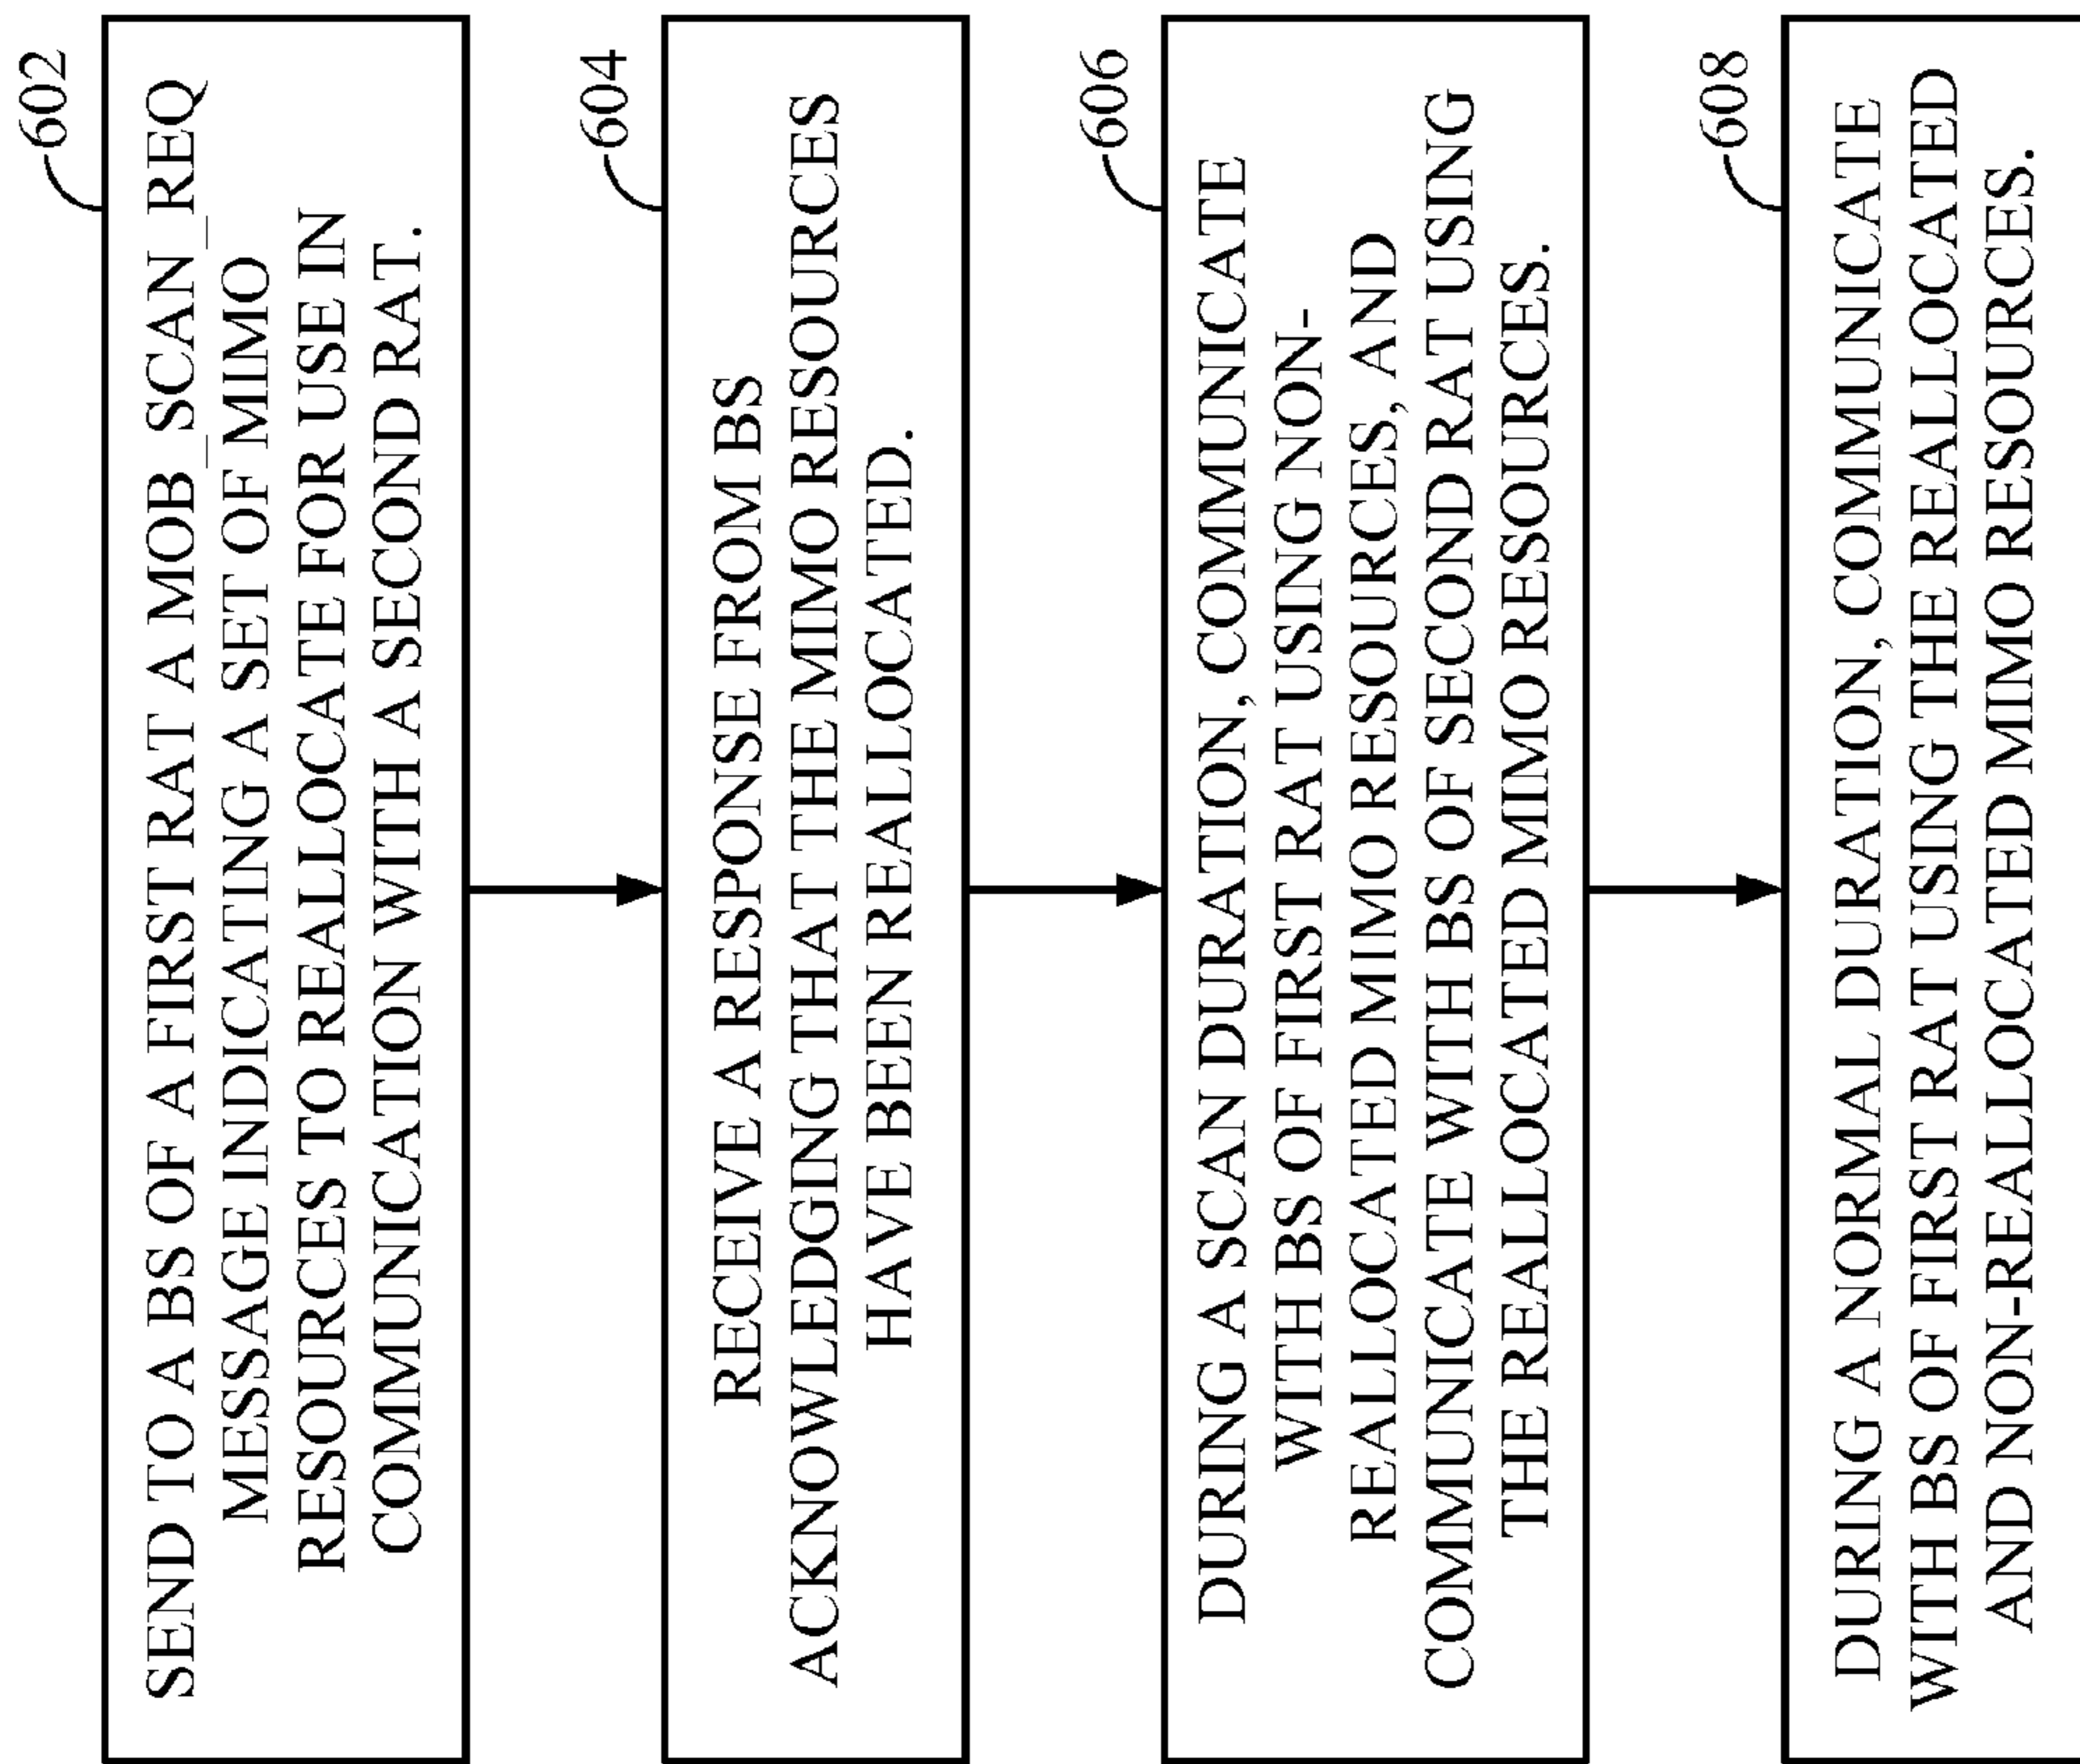 602
SEND TO A BS OF A FIRST RAT A MOB_SCAN_REQ
MESSAGE INDICATING A SET OF MIMO
RESOURCES TO REALLOCATE FOR USE IN
COMMUNICATION WITH A SECOND RAT.
604
RECEIVE A RESPONSE FROM BS
ACKNOWLEDGING THAT THE MIMO RESOURCES
HAVE BEEN REALLOCATED.
606
DURING A SCAN DURATION, COMMUNICATE
WITH BS OF FIRST RAT USING NON-
REALLOCATED MIMO RESOURCES, AND
COMMUNICATE WITH BS OF SECOND RAT USING
THE REALLOCATED MIMO RESOURCES.
608
DURING A NORMAL DURATION, COMMUNICATE
WITH BS OF FIRST RAT USING THE REALLOCATED
AND NON-REALLOCATED MIMO RESOURCES.